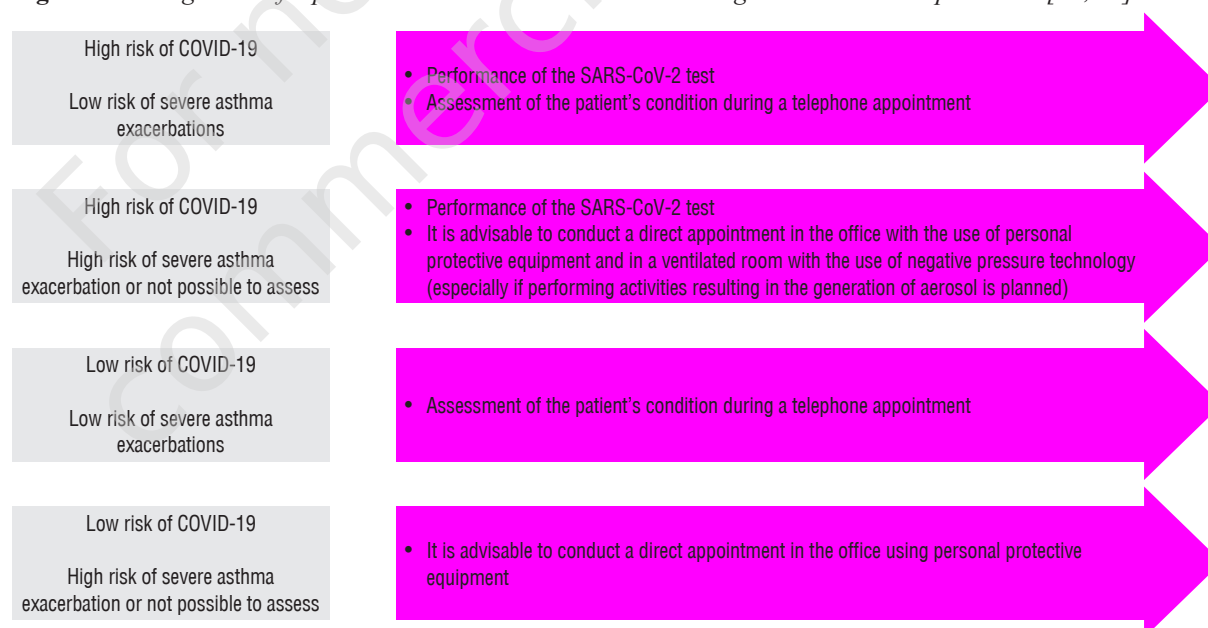 High risk of COVID-19
Low risk of severe asthma
exacerbations
• Performance of the SARS-CoV-2 test
• Assessment of the patient's condition during a telephone appointment
High risk of COVID-19
High risk of severe asthma
exacerbation or not possible to assess
• Performance of the SARS-CoV-2 test
• It is advisable to conduct a direct appointment in the office with the use of personal
protective equipment and in a ventilated room with the use of negative pressure technology
(especially if performing activities resulting in the generation of aerosol is planned)
Low risk of COVID-19
Low risk of severe asthma
exacerbations
• Assessment of the patient's condition during a telephone appointment
Low risk of COVID-19
High risk of severe asthma
exacerbation or not possible to assess
• It is advisable to conduct a direct appointment in the office using personal protective
equipment
For